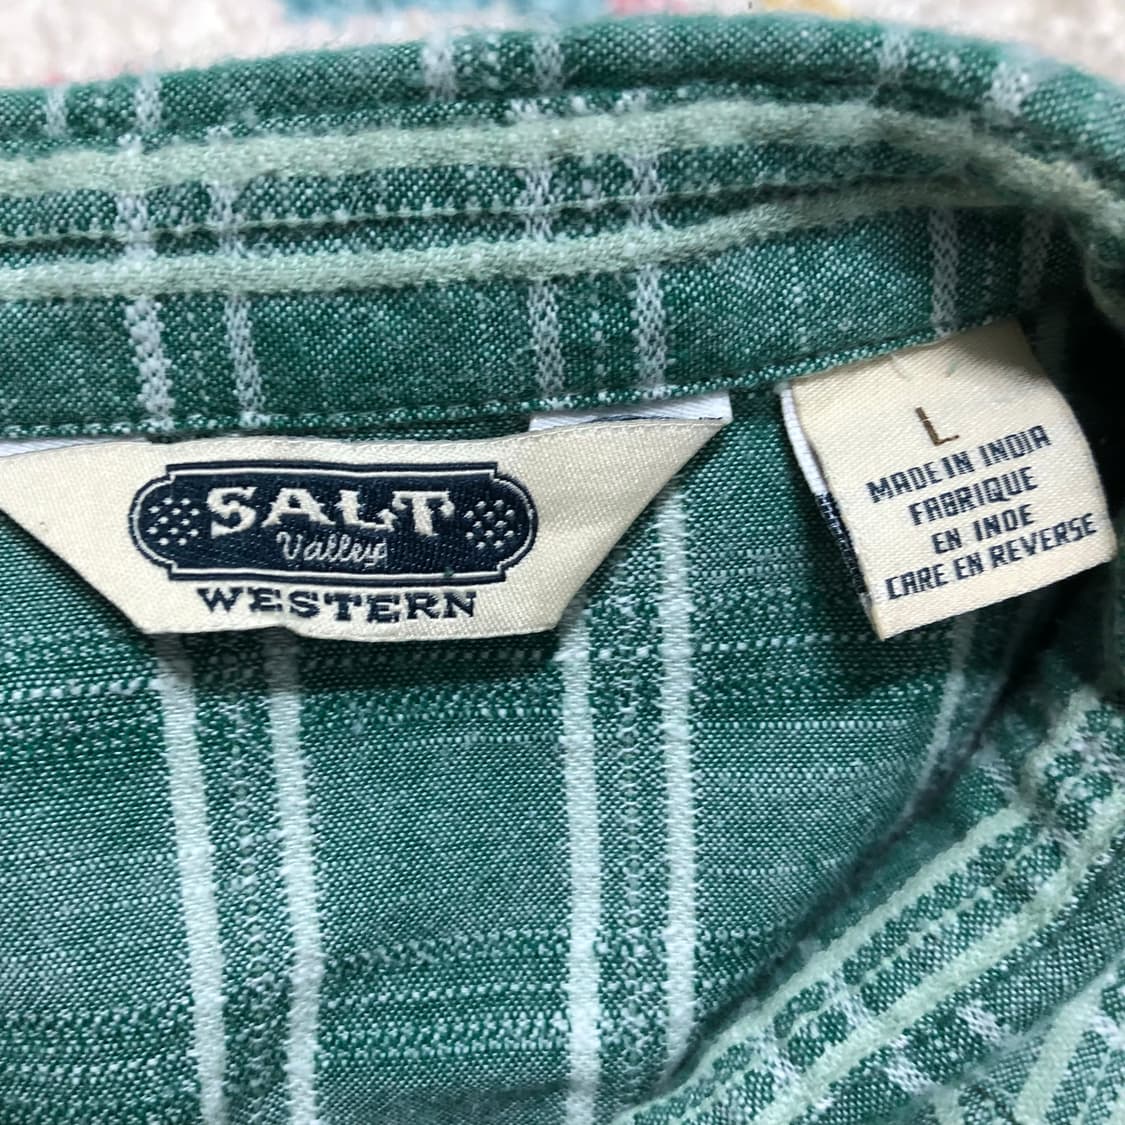 SALT
Valley
WESTERN
L
MADE IN INDIA
FABRIQUE
EN INDE
CARE EN REVERSE